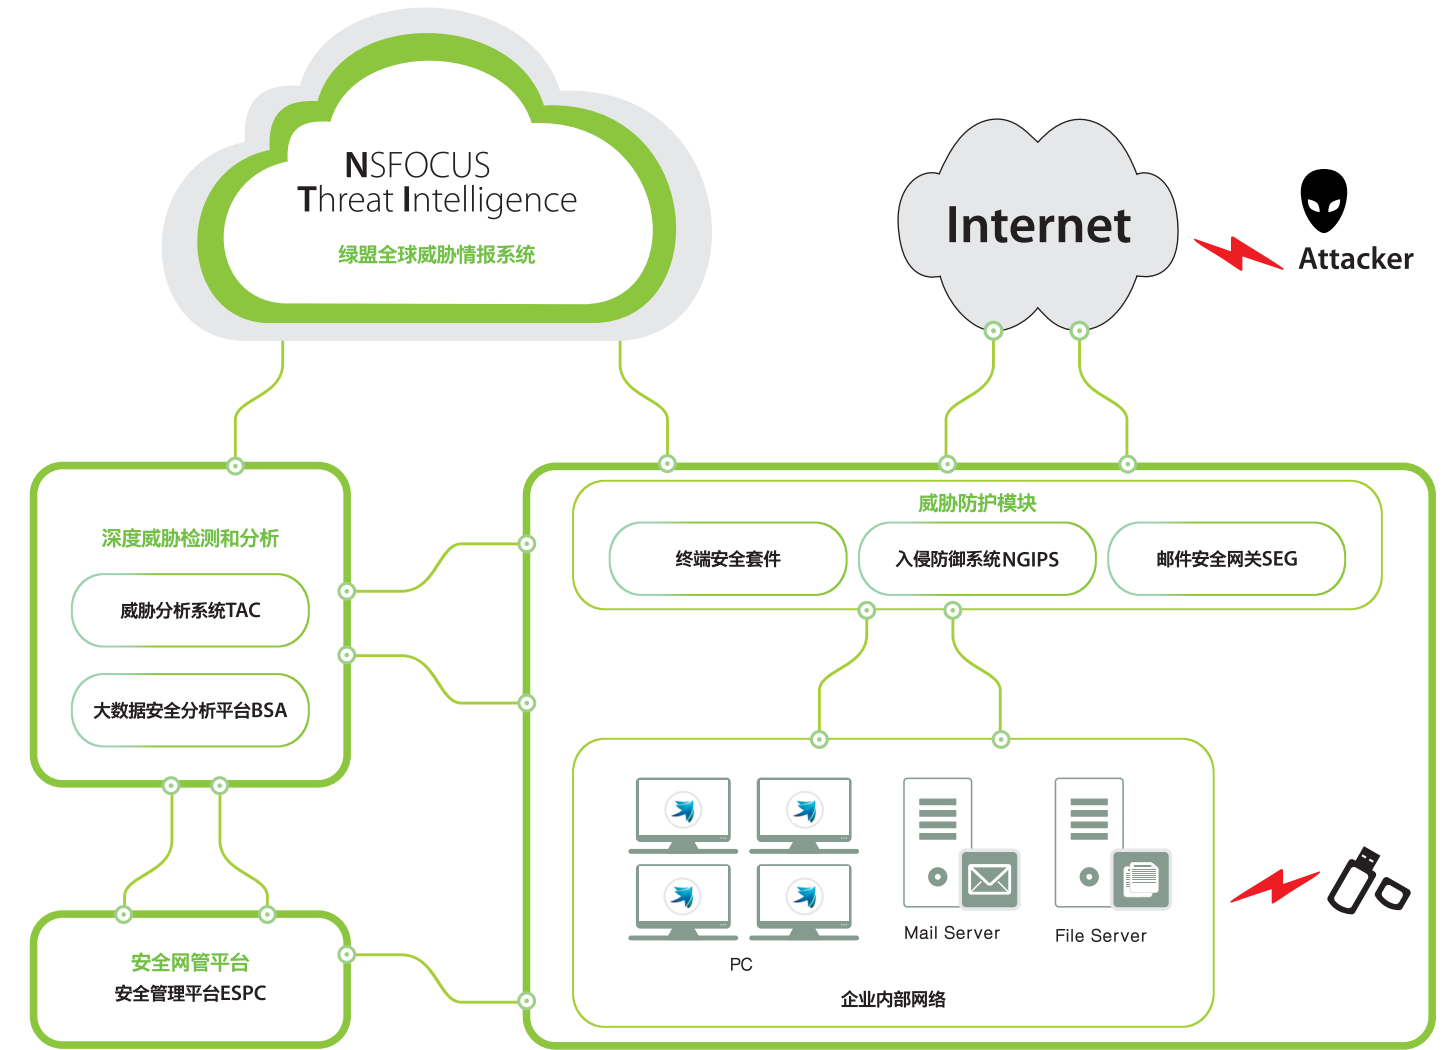 NSFOCUS
Threat Intelligence
绿盟全球威胁情报系统
Internet
Attacker
深度威胁检测和分析
威胁分析系统TAC
大数据安全分析平台BSA
威胁防护模块
终端安全套件
入侵防御系统NGIPS
邮件安全网关SEG
PC
Mail Server
File Server
企业内部网络
安全网管平台
安全管理平台ESPC